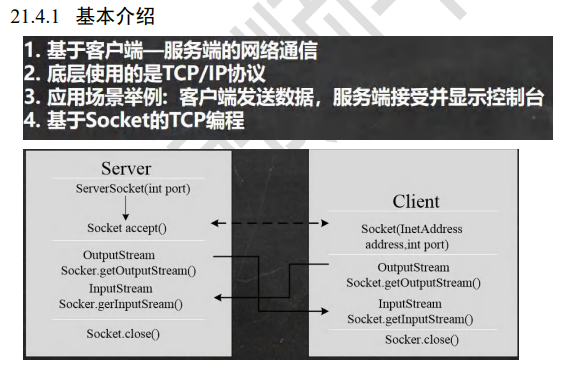 21.4.1 基本介绍
1. 基于客户端—服务端的网络通信
2. 底层使用的是TCP/IP协议
3. 应用场景举例：客户端发送数据，服务端接受并显示控制台
4. 基于Socket的TCP编程
Server
ServerSocket(int port)
Socket accept()
OutputStream
Socker.getOutputStream()
InputStream
Socker.gerInputSream()
Socket.close()
Client
Socket(InetAddress
address,int port)
OutputStream
Socket.getOutputStream()
InputStream
Socket.getInputStream()
Socker.close()